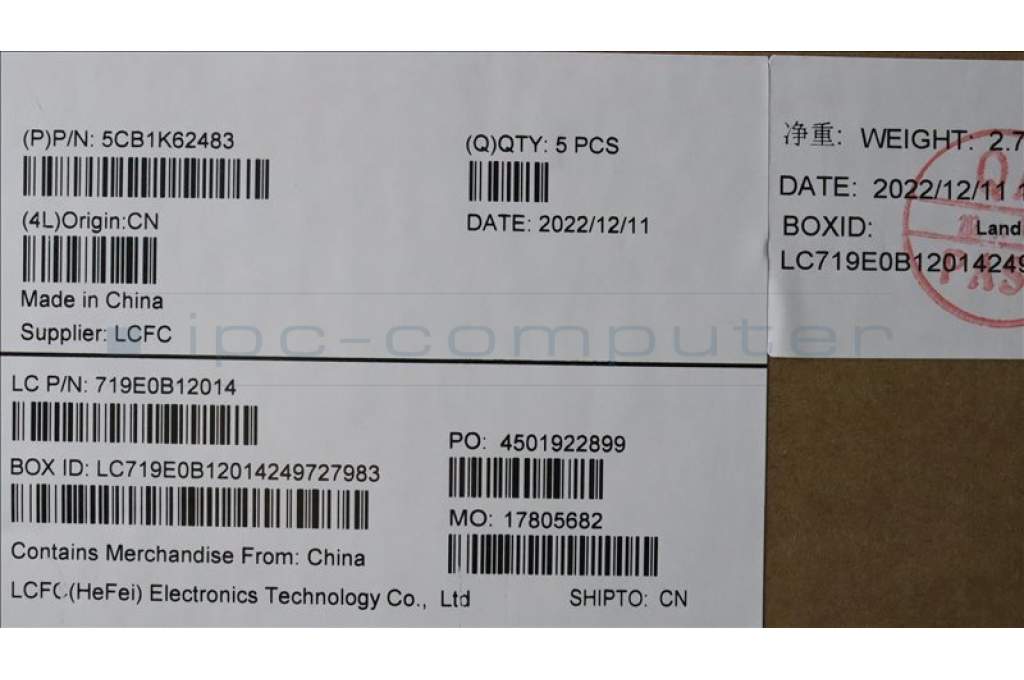 (P)P/N: 5CB1K62483
(Q)QTY: 5 PCS
(4L)Origin:CN
DATE: 2022/12/11
Made in China
Supplier: LCFC
净重: WEIGHT: 2.7
DATE: 2022/12/11
BOXID: Land
LC719E0B12014249
ipc-computer
LC P/N: 719E0B12014
PO: 4501922899
BOX ID: LC719E0B12014249727983
MO: 17805682
Contains Merchandise From: China
LCFC(HeFei) Electronics Technology Co., Ltd
SHIPTO: CN